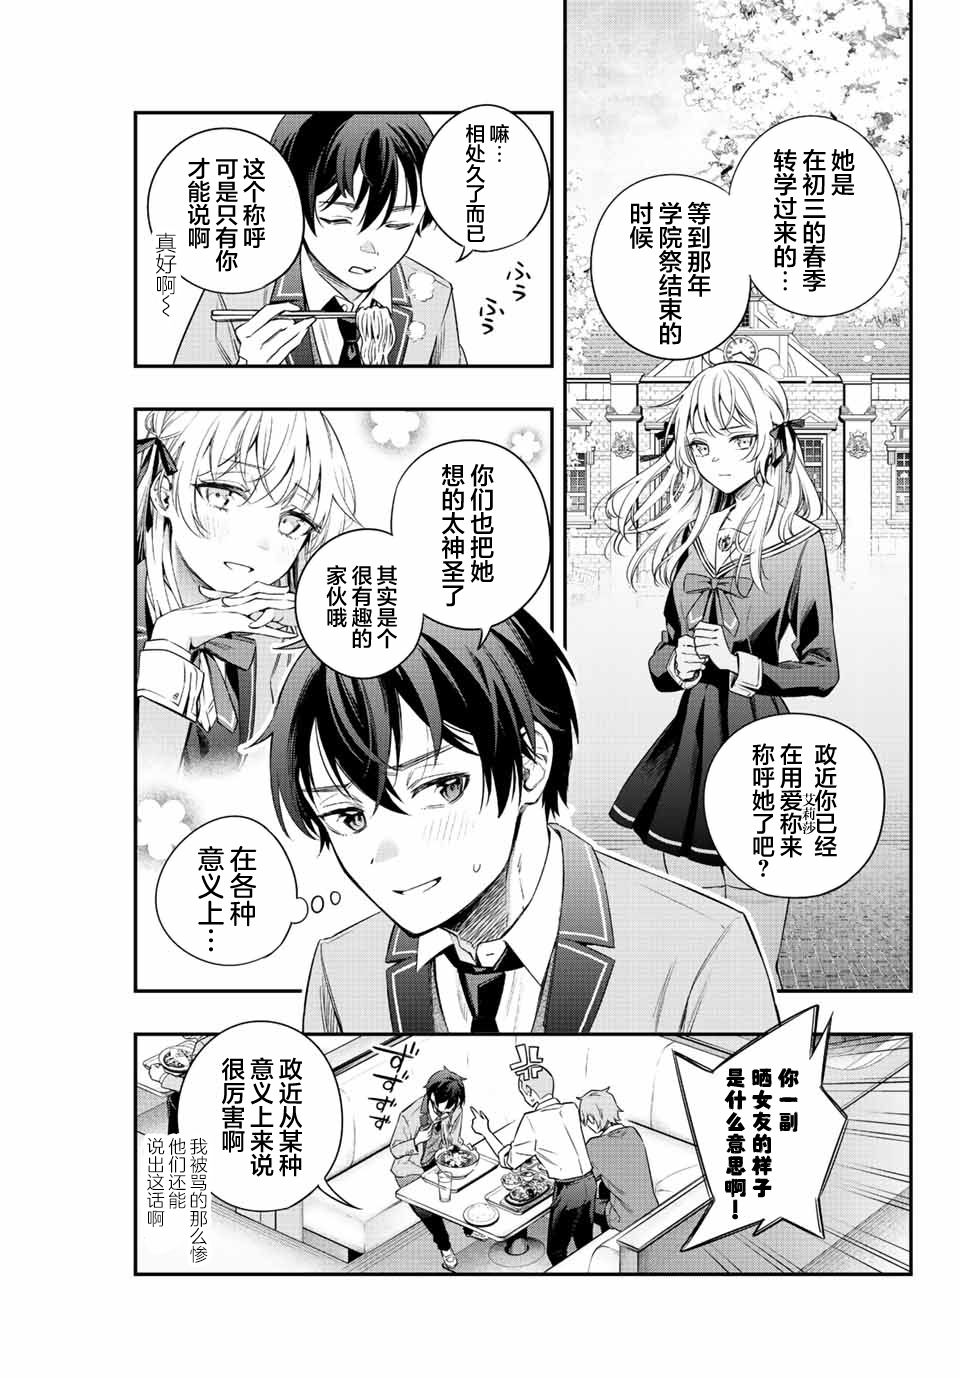 她是
在初三的春季
转学过来的…
等到那年
学院祭结束的
时候
政近你已经
在用爱称来
艾莉莎
称呼她了吧?
嘛…
相处久了而已
ふぅ
ふぅ
这个称呼
可是只有你
才能说啊
真好啊~
你们也把她
想的太神圣了
其实是个
很有趣的
家伙哦
在各种
意义上…
你一副
晒女友的样子
是什么意思啊!
ずずず
政近从某种
意义上来说
很厉害啊
我被骂的那么惨
他们还能
说出这话啊